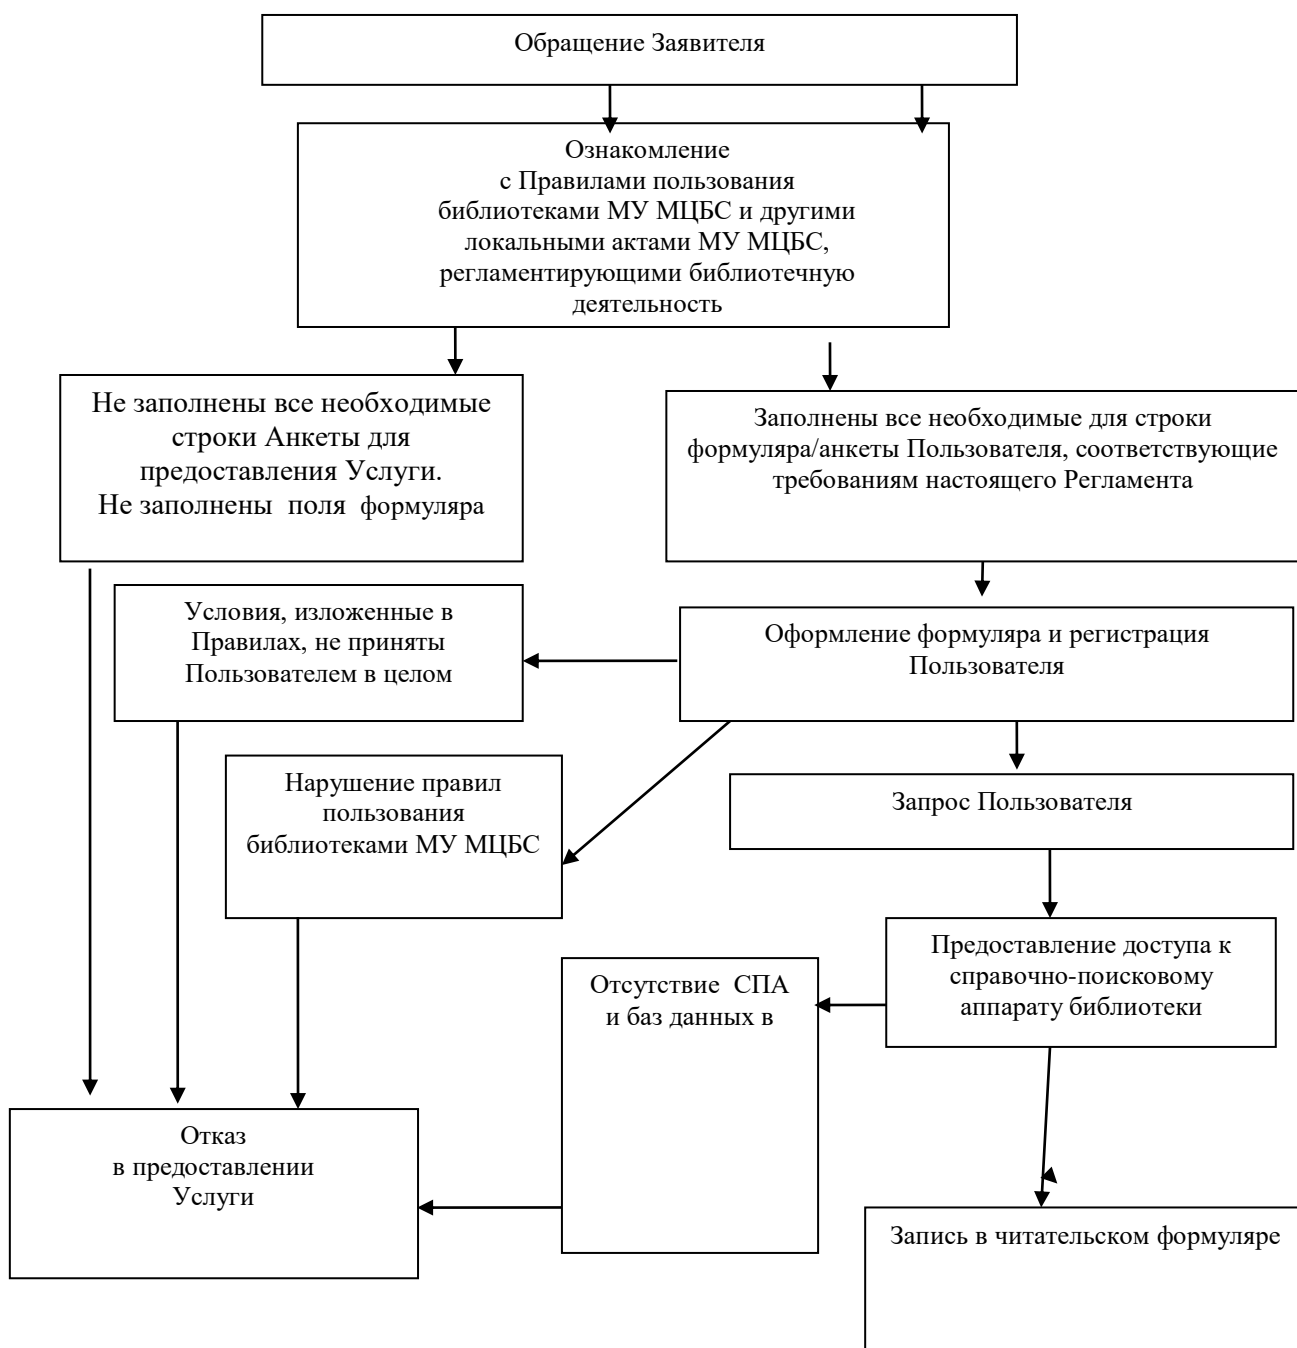 Обращение Заявителя
Ознакомление
с Правилами пользования
библиотеками МУ МЦБС и другими
локальными актами МУ МЦБС,
регламентирующими библиотечную
деятельность
Не заполнены все необходимые
строки Анкеты для
предоставления Услуги.
Не заполнены поля формуляра
Заполнены все необходимые для строки
формуляра/анкеты Пользователя, соответствующие
требованиям настоящего Регламента
Условия, изложенные в
Правилах, не приняты
Пользователем в целом
Оформление формуляра и регистрация
Пользователя
Нарушение правил
пользования
библиотеками МУ МЦБС
Запрос Пользователя
Предоставление доступа к
справочно-поисковому
аппарату библиотеки
Отсутствие СПА
и баз данных в
Отказ
в предоставлении
Услуги
Запись в читательском формуляре